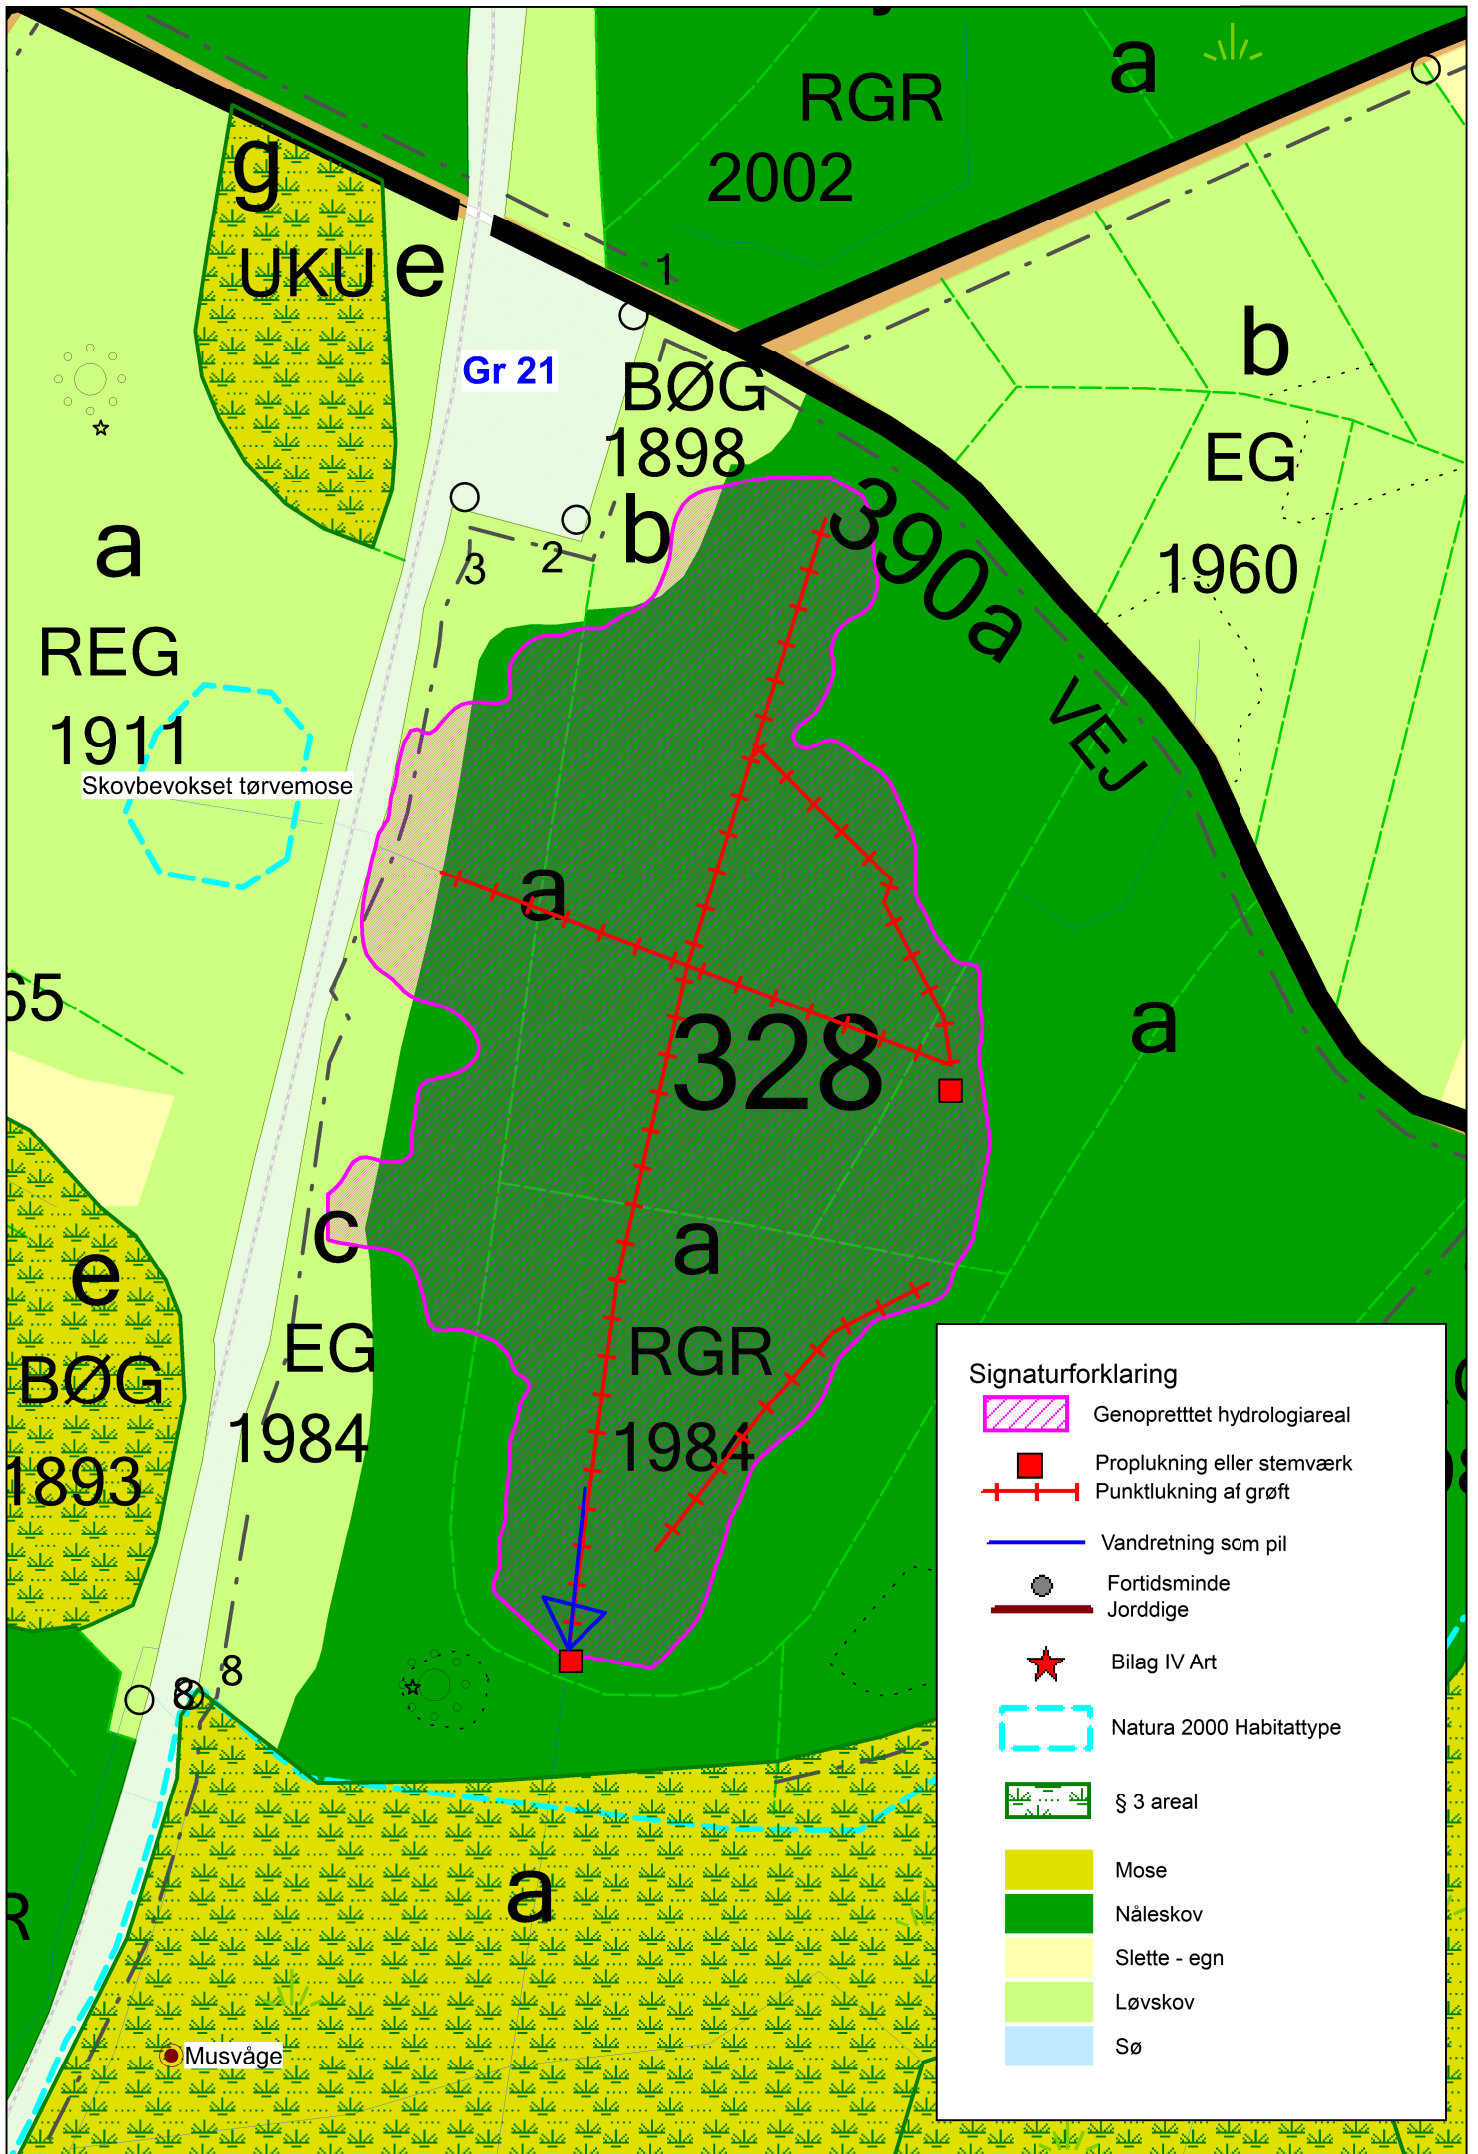 a
RGR
2002
g
UKU
e
1
Gr 21
BØG
1898
b
b
EG
1960
390a
VEJ
3
2
a
REG
1911
Skovbevokset tørvemose
a
65
328
a
a
c
e
EG
RGR
BØG
1984
1984
1893
8
8
a
R
Musvåge
Signaturforklaring
Genopretttet hydrologiareal
Proplukning eller stemværk
Punktlukning af grøft
Vandretning som pil
Fortidsminde
Jorddige
Bilag IV Art
Natura 2000 Habitattype
§ 3 areal
Mose
Nåleskov
Slette - egn
Løvskov
Sø